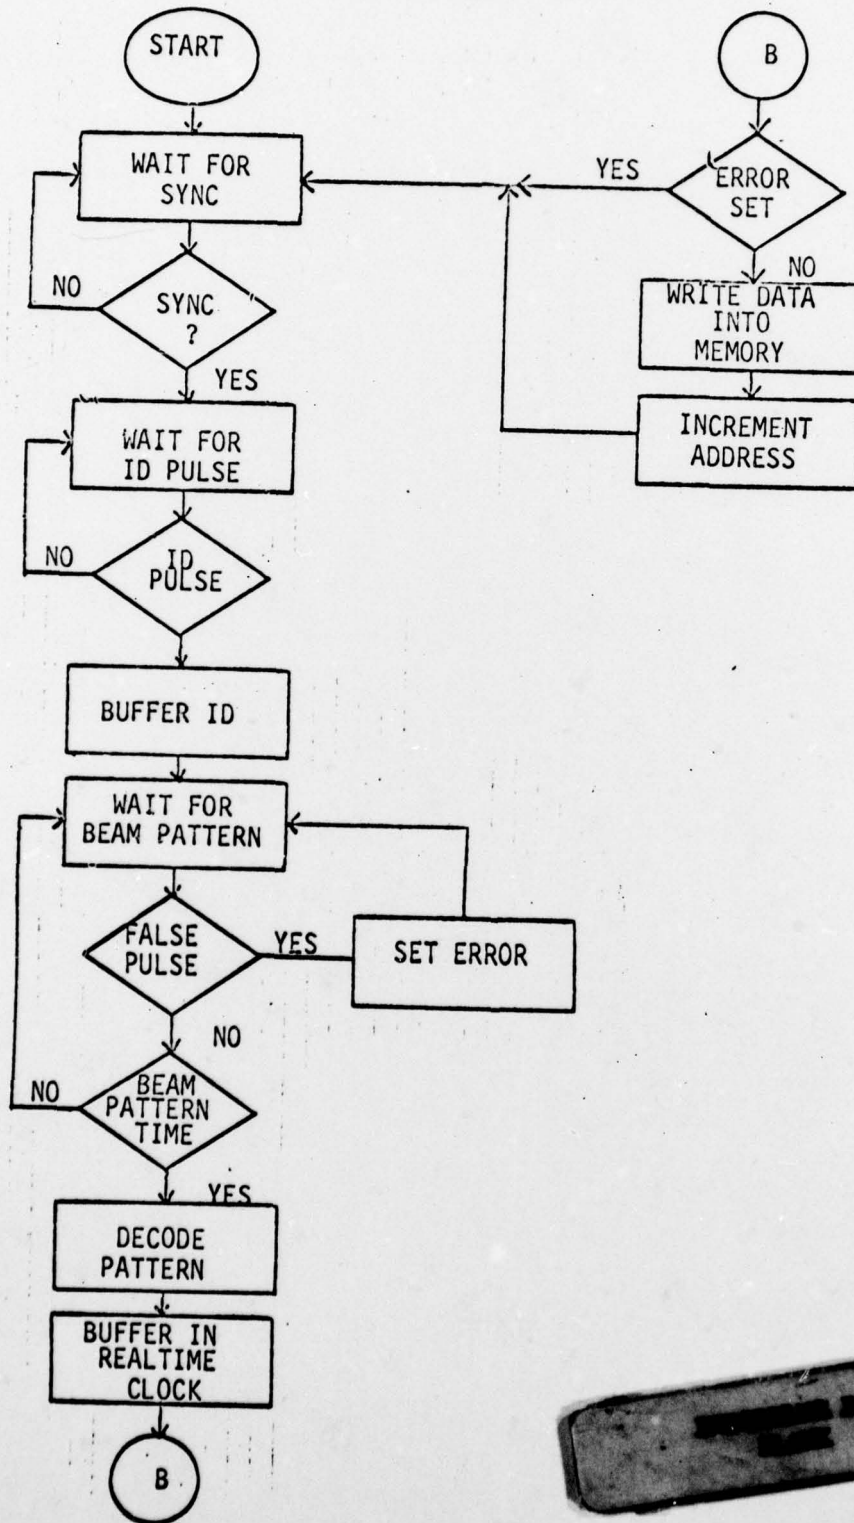 START
WAIT FOR
SYNC
NO
SYNC
?
YES
WAIT FOR
ID PULSE
NO
ID
PULSE
BUFFER ID
WAIT FOR
BEAM PATTERN
FALSE
PULSE
YES
SET ERROR
NO
NO
BEAM
PATTERN
TIME
YES
DECODE
PATTERN
BUFFER IN
REALTIME
CLOCK
B
B
YES
ERROR
SET
NO
WRITE DATA
INTO
MEMORY
INCREMENT
ADDRESS